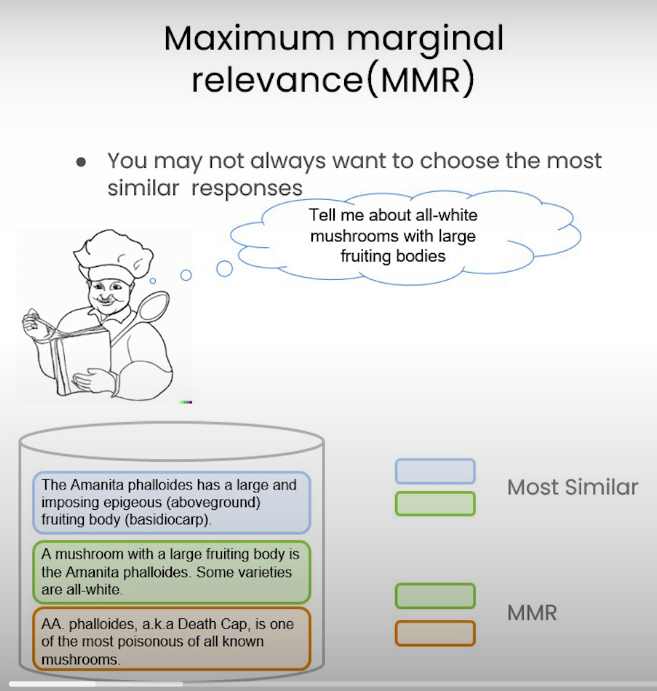 Maximum marginal
relevance(MMR)
● You may not always want to choose the most
similar responses
Tell me about all-white
mushrooms with large
fruiting bodies
The Amanita phalloides has a large and
imposing epigeous (aboveground)
fruiting body (basidiocarp).
A mushroom with a large fruiting body is
the Amanita phalloides. Some varieties
are all-white.
AA. phalloides, a.k.a Death Cap, is one
of the most poisonous of all known
mushrooms.
Most Similar
MMR